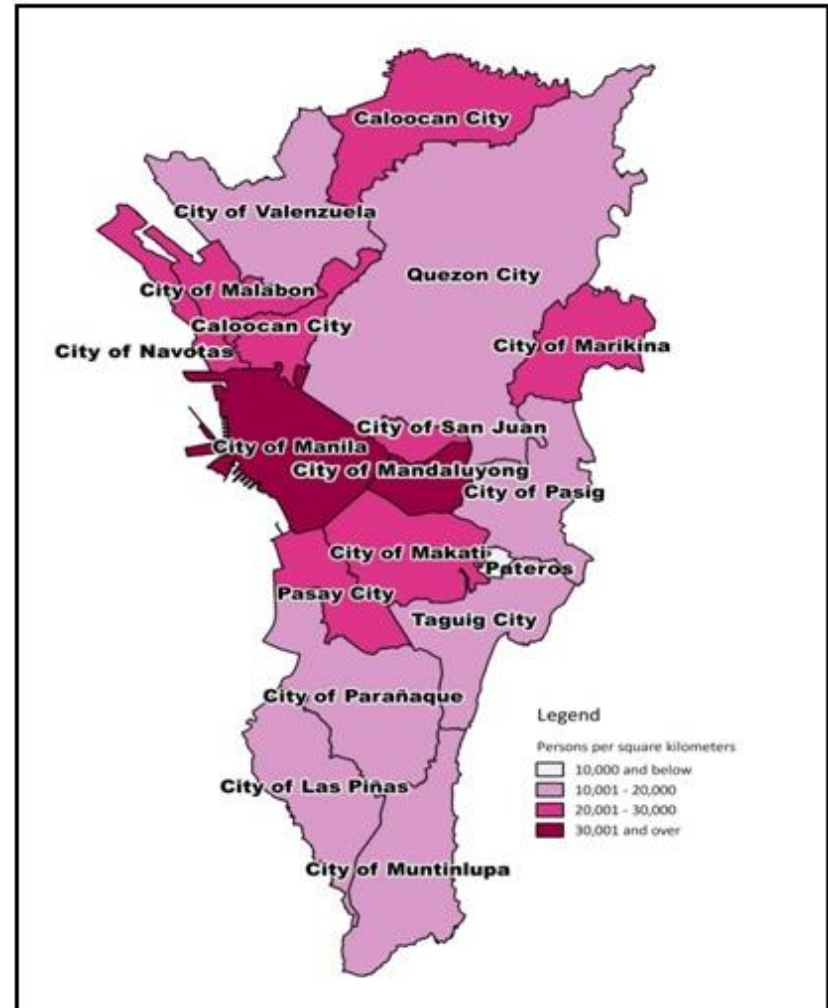 Caloocan City
City of Valenzuela
Quezon City
City of Malabon
Caloocan City
City of Marikina
City of Navotas
City of San Juan
City of Manila
City of Mandaluyong
City of Pasig
City of Makati
Pateros
Pasay City
Taguig City
City of Parañaque
City of Las Piñas
City of Muntinlupa
Legend
Persons per square kilometers
10,000 and below
10,001 - 20,000
20,001 - 30,000
30,001 and over